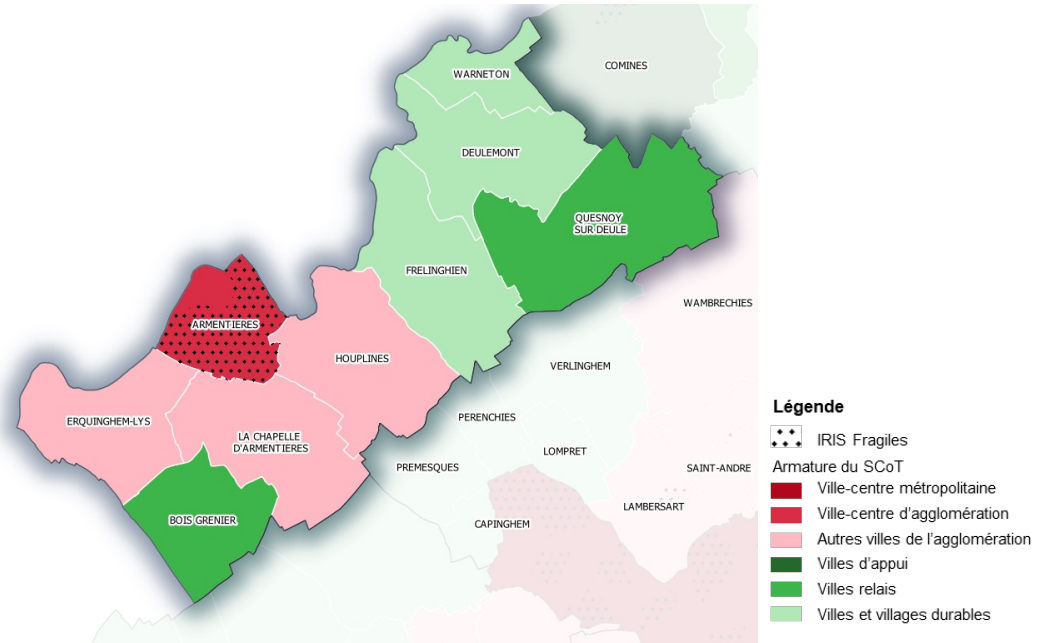 COMINES
WARNETON
DEULEMONT
QUESNOY
SUR DEULE
FRELINGHIEN
WAMBRECHIES
ARMENTIERES
HOUPLINES
VERLINGHEM
ERQUINGHEM-LYS
PERENCHIES
LA CHAPELLE
D'ARMENTIERES
LOMPRET
PREMESQUES
SAINT-ANDRE
LAMBERSART
BOIS GRENIER
CAPINGHEM
Légende
IRIS Fragiles
Armature du SCoT
Ville-centre métropolitaine
Ville-centre d'agglomération
Autres villes de l'agglomération
Villes d'appui
Villes relais
Villes et villages durables